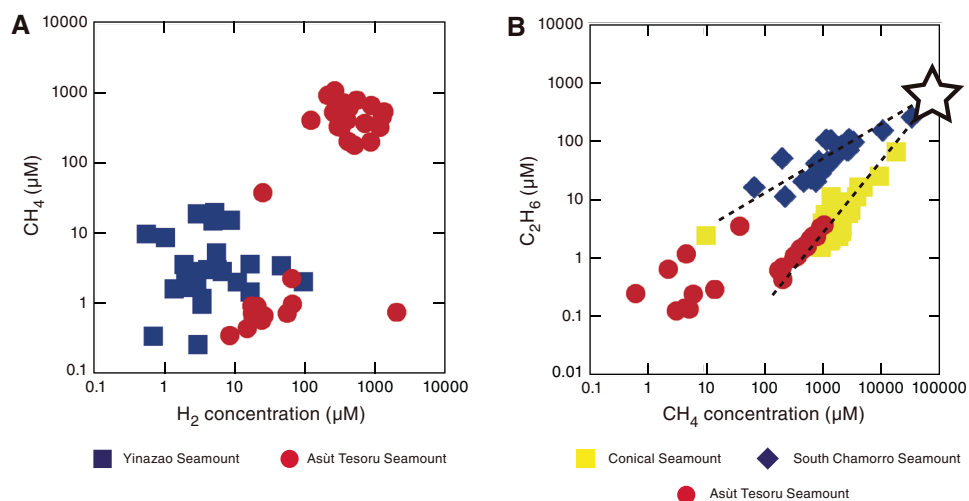 A
10000
1000
100
10
1
0.1
CH4 (µM)
0.1 1 10 100 1000 10000
H2 concentration (µM)
Yinazao Seamount Asùt Tesoru Seamount
B
10000
1000
100
10
1
0.1
0.01
C2H6 (µM)
0.1 1 10 100 1000 10000 100000
CH4 concentration (µM)
Conical Seamount South Chamorro Seamount
Asùt Tesoru Seamount